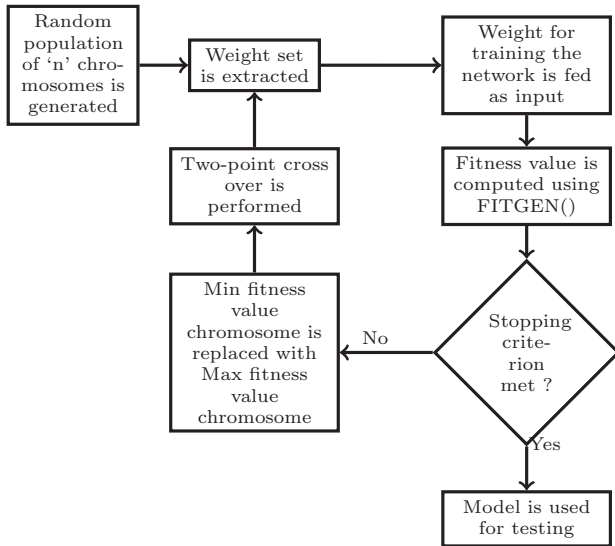 Random
population
of ‘n’ chro-
mosomes is
generated
Weight set
is extracted
Weight for
training the
network is fed
as input
Two-point cross
over is
performed
Fitness value is
computed using
FITGEN()
Min fitness
value
chromosome is
replaced with
Max fitness
value
chromosome
No
Stopping
crite-
rion
met ?
Yes
Model is used
for testing